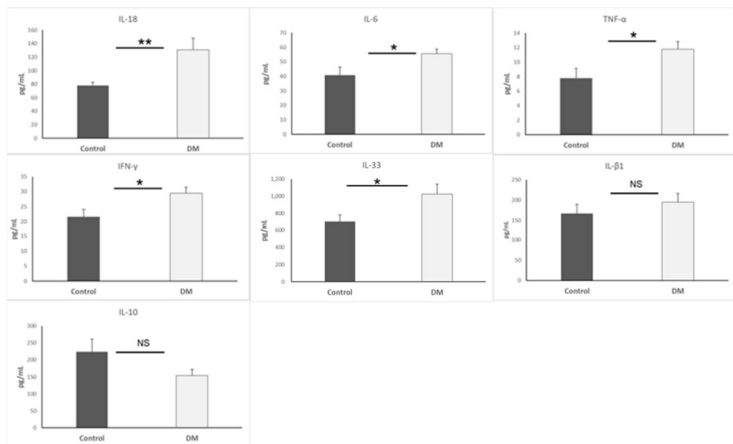 IL-18
160
140
120
100
80
60
40
20
0
pg/mL
**
Control DM
IL-6
70
60
50
40
30
20
10
0
pg/mL
*
Control DM
TNF-α
14
12
10
8
6
4
2
0
pg/mL
*
Control DM
IFN-γ
35
30
25
20
15
10
5
0
pg/mL
*
Control DM
IL-33
1,200
1,000
800
600
400
200
0
pg/mL
*
Control DM
IL-β1
250
200
150
100
50
0
pg/mL
NS
Control DM
IL-10
300
250
200
150
100
50
0
pg/mL
NS
Control DM